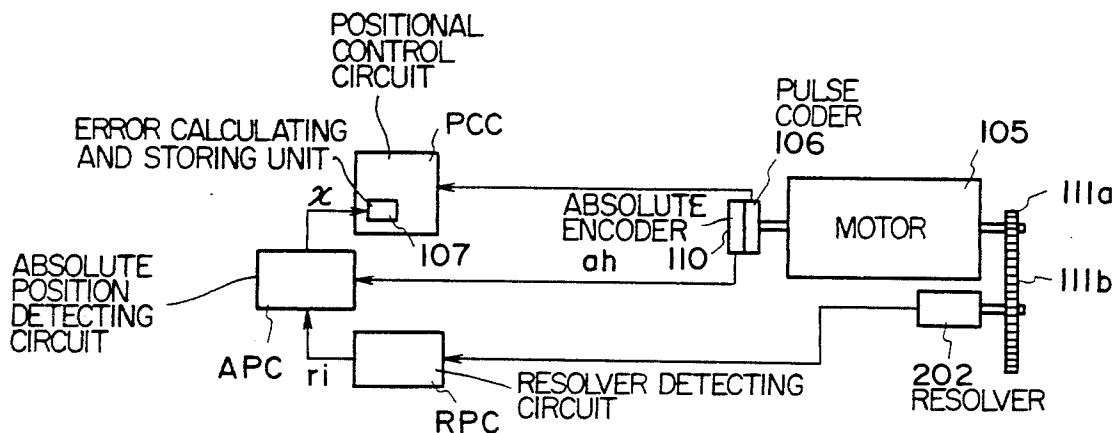 POSITIONAL
CONTROL
CIRCUIT
ERROR CALCULATING
AND STORING UNIT
PCC
x
107
PULSE
CODER
106
105
111a
ABSOLUTE
ENCODER
ah
110
MOTOR
111b
ABSOLUTE
POSITION
DETECTING
CIRCUIT
APC
ri
RPC
RESOLVER DETECTING
CIRCUIT
202
RESOLVER